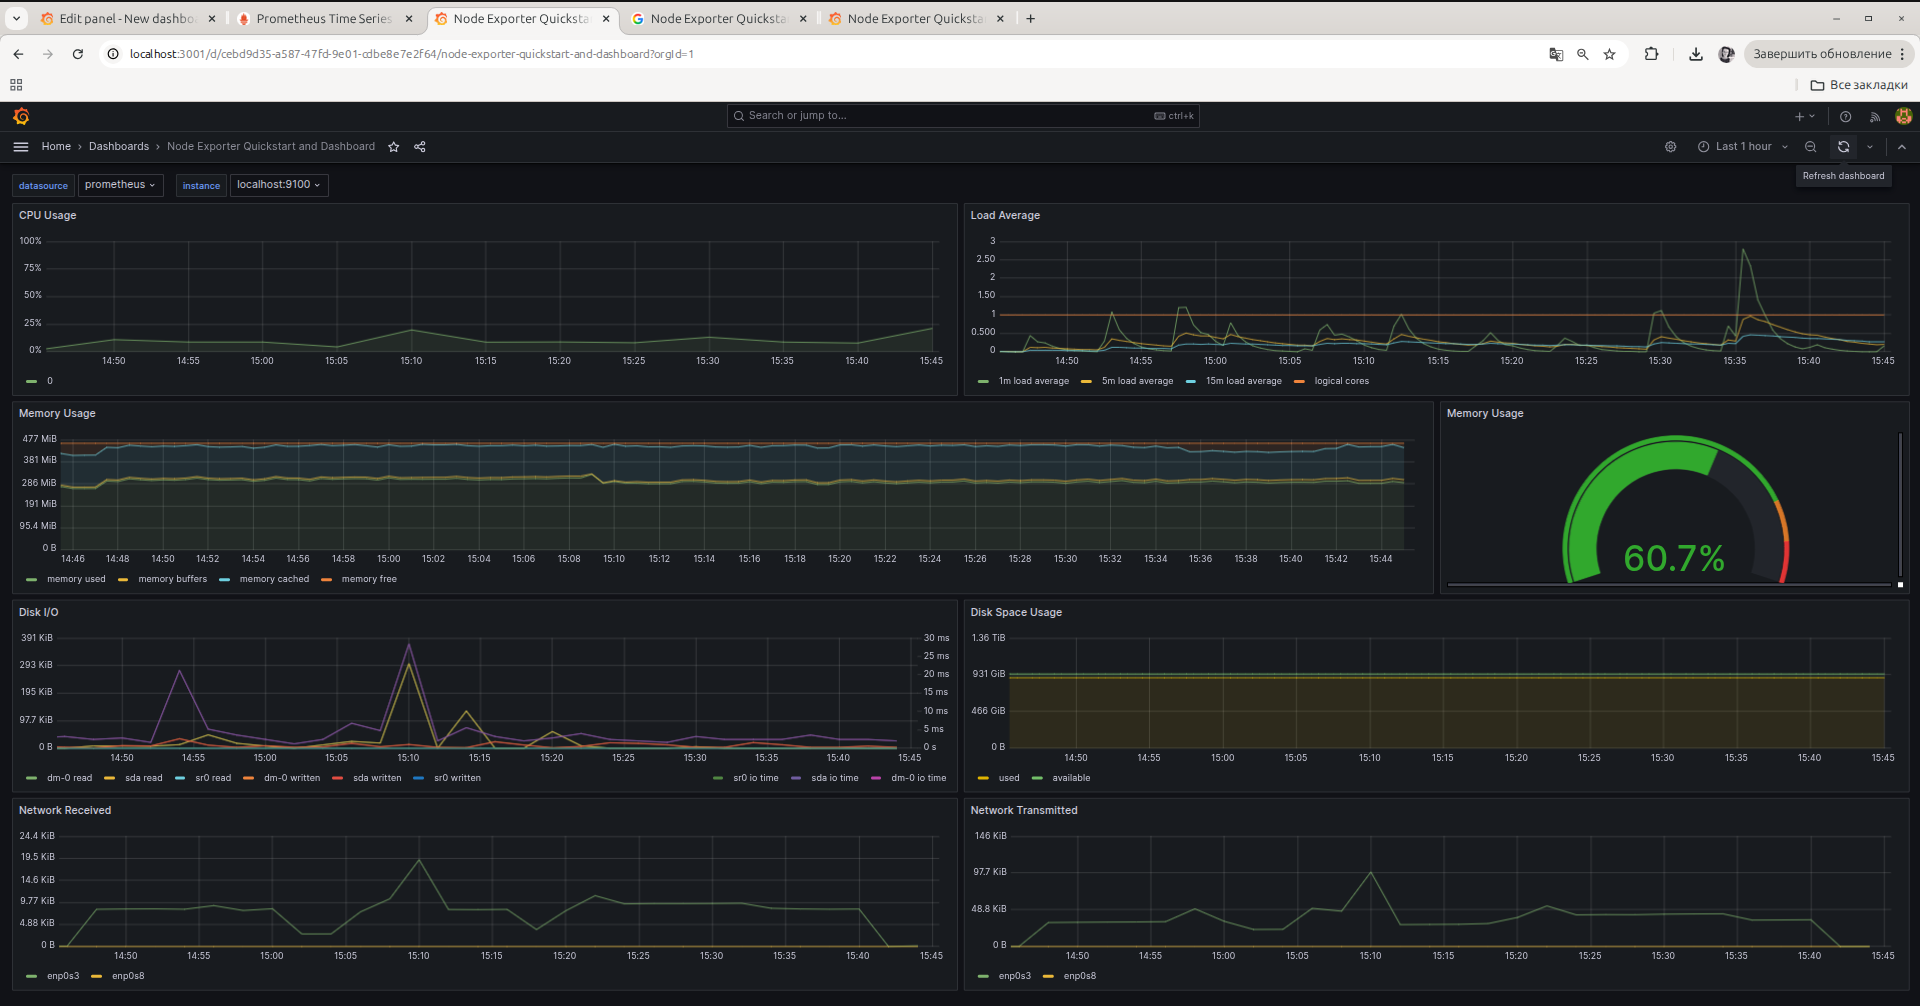 Edit panel - New dashbo
Prometheus Time Series
Node Exporter Quicksta
Node Exporter Quicksta
Node Exporter Quicksta
localhost:3001/d/cebd9d35-a587-47fd-9e01-cdbe8e7e2f64/node-exporter-quickstart-and-dashboard?orgId=1
Завершить обновление
Все закладки
Search or jump to...
ctrl+k
Home › Dashboards › Node Exporter Quickstart and Dashboard
Last 1 hour
Refresh dashboard
datasource prometheus instance localhost:9100
CPU Usage
100%
75%
50%
25%
0%
14:50 14:55 15:00 15:05 15:10 15:15 15:20 15:25 15:30 15:35 15:40 15:45
0
Load Average
3
2.50
2
1.50
1
0.500
0
14:50 14:55 15:00 15:05 15:10 15:15 15:20 15:25 15:30 15:35 15:40 15:45
1m load average 5m load average 15m load average logical cores
Memory Usage
477 MiB
381 MiB
286 MiB
191 MiB
95.4 MiB
0 B
14:46 14:48 14:50 14:52 14:54 14:56 14:58 15:00 15:02 15:04 15:06 15:08 15:10 15:12 15:14 15:16 15:18 15:20 15:22 15:24 15:26 15:28 15:30 15:32 15:34 15:36 15:38 15:40 15:42 15:44
memory used memory buffers memory cached memory free
Memory Usage
60.7%
Disk I/O
391 KiB
293 KiB
195 KiB
97.7 KiB
0 B
30 ms
25 ms
20 ms
15 ms
10 ms
5 ms
0 s
14:50 14:55 15:00 15:05 15:10 15:15 15:20 15:25 15:30 15:35 15:40 15:45
dm-0 read sda read sr0 read dm-0 written sda written sr0 written sr0 io time sda io time dm-0 io time
Disk Space Usage
1.36 TiB
931 GiB
466 GiB
0 B
14:50 14:55 15:00 15:05 15:10 15:15 15:20 15:25 15:30 15:35 15:40 15:45
used available
Network Received
24.4 KiB
19.5 KiB
14.6 KiB
9.77 KiB
4.88 KiB
0 B
14:50 14:55 15:00 15:05 15:10 15:15 15:20 15:25 15:30 15:35 15:40 15:45
enp0s3 enp0s8
Network Transmitted
146 KiB
97.7 KiB
48.8 KiB
0 B
14:50 14:55 15:00 15:05 15:10 15:15 15:20 15:25 15:30 15:35 15:40 15:45
enp0s3 enp0s8